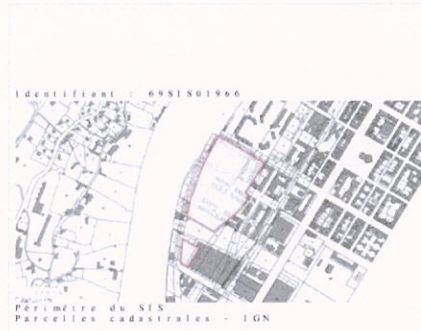 Identifiant : 69SIS01966
Périmètre du SIS
Parcelles cadastrales - IGN